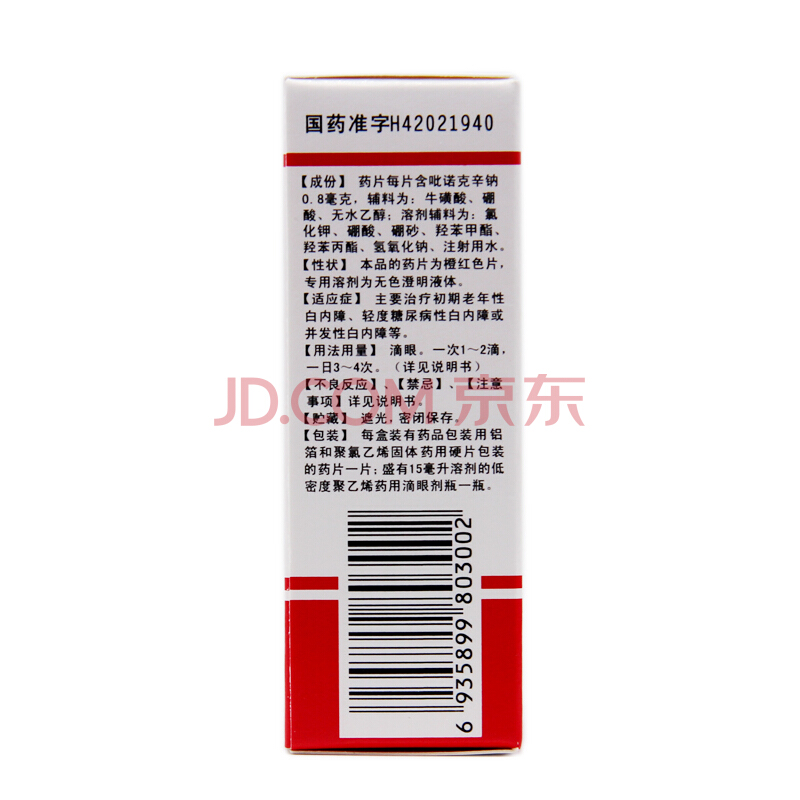 国药准字H42021940
【成份】 药片每片含吡诺克辛钠
0.8毫克，辅料为：牛磺酸、硼
酸、无水乙醇；溶剂辅料为：氯
化钾、硼酸、硼砂、羟苯甲酯、
羟苯丙酯、氢氧化钠、注射用水。
【性状】 本品的药片为橙红色片，
专用溶剂为无色澄明液体。
【适应症】 主要治疗初期老年性
白内障、轻度糖尿病性白内障或
并发性白内障等。
【用法用量】 滴眼。一次1～2滴，
一日3～4次。（详见说明书）
【不良反应】、【禁忌】、【注意
事项】详见说明书。
JD.COM 京东
【贮藏】 遮光，密闭保存。
【包装】 每盒装有药品包装用铝
箔和聚氯乙烯固体药用硬片包装
的药片一片；盛有15毫升溶剂的低
密度聚乙烯药用滴眼剂瓶一瓶。
6 935899 803002